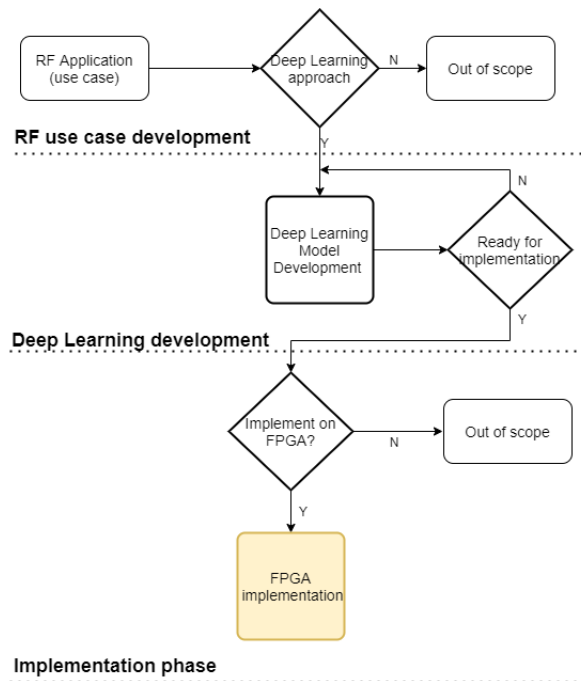 RF Application
(use case)
Deep Learning
approach
N
Out of scope
Y
RF use case development
N
Deep Learning
Model
Development
Ready for
implementation
Y
Deep Learning development
Implement on
FPGA?
N
Out of scope
Y
FPGA
implementation
Implementation phase